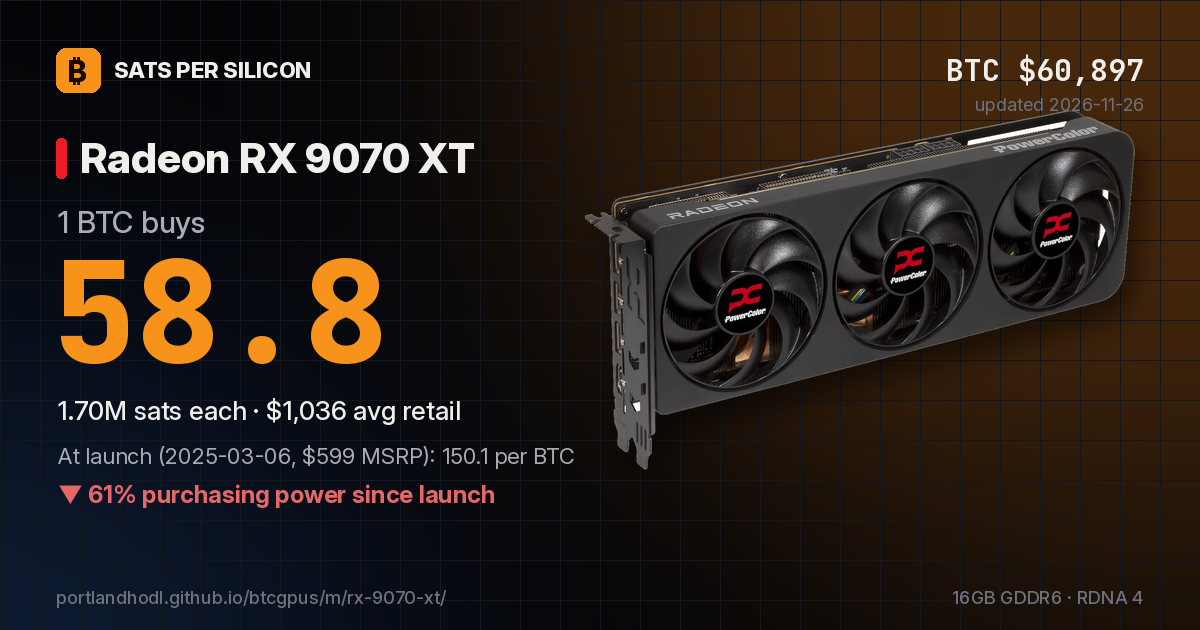 SATS PER SILICON
BTC $60,897
updated 2026-11-26
Radeon RX 9070 XT
1 BTC buys
58.8
1.70M sats each · $1,036 avg retail
At launch (2025-03-06, $599 MSRP): 150.1 per BTC
▼ 61% purchasing power since launch
RADEON
PowerColor
PowerColor
PowerColor
PowerColor
portlandhodl.github.io/btcgpus/m/rx-9070-xt/
16GB GDDR6 · RDNA 4